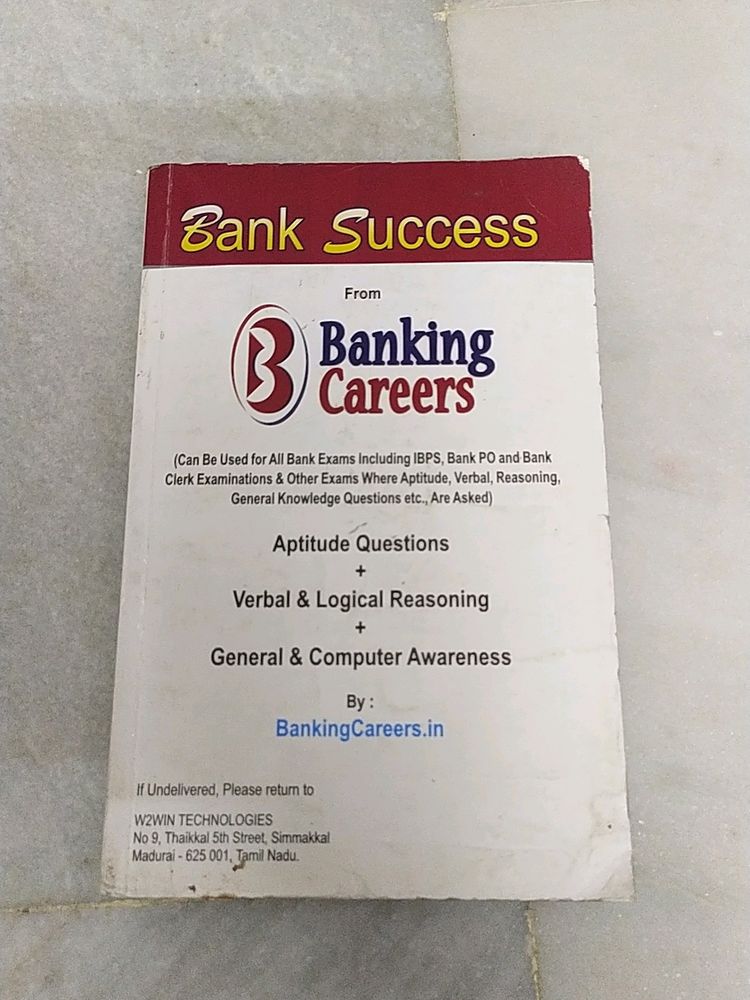 Bank Success
From
B Banking
Careers
(Can Be Used for All Bank Exams Including IBPS, Bank PO and Bank
Clerk Examinations & Other Exams Where Aptitude, Verbal, Reasoning,
General Knowledge Questions etc., Are Asked)
Aptitude Questions
+
Verbal & Logical Reasoning
+
General & Computer Awareness
By :
BankingCareers.in
If Undelivered, Please return to
W2WIN TECHNOLOGIES
No 9, Thaikkal 5th Street, Simmakkal
Madurai - 625 001, Tamil Nadu.